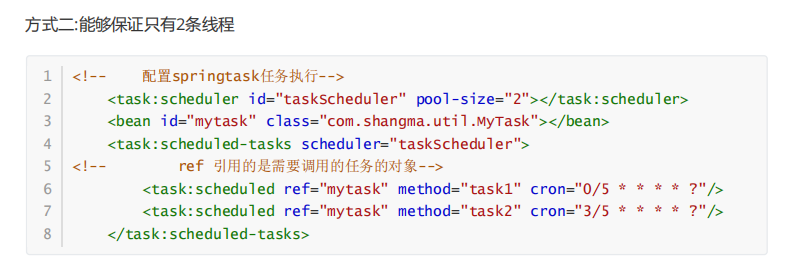 方式二:能够保证只有2条线程
1 <!--    配置springtask任务执行-->
2     <task:scheduler id="taskScheduler" pool-size="2"></task:scheduler>
3     <bean id="mytask" class="com.shangma.util.MyTask"></bean>
4     <task:scheduled-tasks scheduler="taskScheduler">
5 <!--        ref 引用的是需要调用的任务的对象-->
6         <task:scheduled ref="mytask" method="task1" cron="0/5 * * * * ?"/>
7         <task:scheduled ref="mytask" method="task2" cron="3/5 * * * * ?"/>
8     </task:scheduled-tasks>